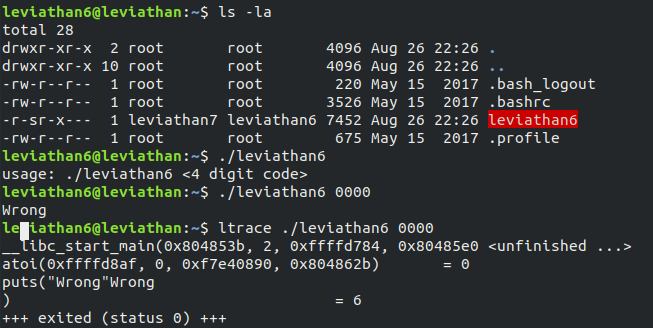 leviathan6@leviathan:~$ ls -la
total 28
drwxr-xr-x  2 root       root       4096 Aug 26 22:26 .
drwxr-xr-x 10 root       root       4096 Aug 26 22:26 ..
-rw-r--r--  1 root       root        220 May 15  2017 .bash_logout
-rw-r--r--  1 root       root       3526 May 15  2017 .bashrc
-r-sr-x---  1 leviathan7 leviathan6 7452 Aug 26 22:26 leviathan6
-rw-r--r--  1 root       root        675 May 15  2017 .profile
leviathan6@leviathan:~$ ./leviathan6
usage: ./leviathan6 <4 digit code>
leviathan6@leviathan:~$ ./leviathan6 0000
Wrong
leviathan6@leviathan:~$ ltrace ./leviathan6 0000
__libc_start_main(0x804853b, 2, 0xffffd784, 0x80485e0 <unfinished ...>
atoi(0xffffd8af, 0, 0xf7e40890, 0x804862b)       = 0
puts("Wrong"Wrong
)                                = 6
+++ exited (status 0) +++